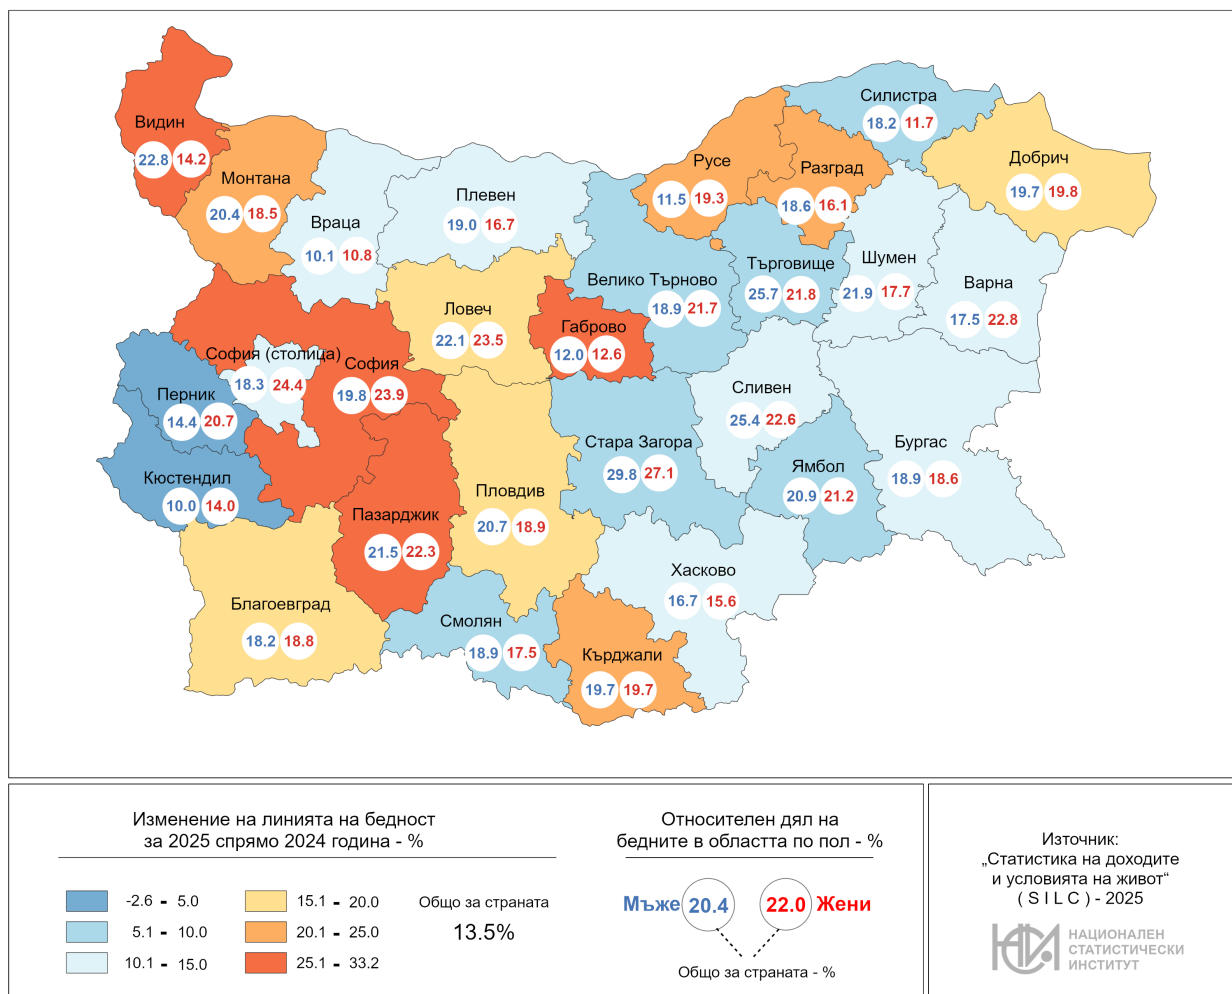 Силистра
18.2 11.7
Видин
22.8 14.2
Русе
11.5 19.3
Разград
18.6 16.1
Добрич
19.7 19.8
Монтана
20.4 18.5
Враца
10.1 10.8
Плевен
19.0 16.7
Велико Търново
18.9 21.7
Търговище
25.7 21.8
Шумен
21.9 17.7
Варна
17.5 22.8
Ловеч
22.1 23.5
Габрово
12.0 12.6
София (столица)
18.3 24.4
София
19.8 23.9
Перник
14.4 20.7
Сливен
25.4 22.6
Стара Загора
29.8 27.1
Бургас
18.9 18.6
Ямбол
20.9 21.2
Кюстендил
10.0 14.0
Пловдив
20.7 18.9
Пазарджик
21.5 22.3
Хасково
16.7 15.6
Благоевград
18.2 18.8
Смолян
18.9 17.5
Кърджали
19.7 19.7
Изменение на линията на бедност
за 2025 спрямо 2024 година - %
-2.6 - 5.0
5.1 - 10.0
10.1 - 15.0
15.1 - 20.0
20.1 - 25.0
25.1 - 33.2
Общо за страната
13.5%
Относителен дял на
бедните в областта по пол - %
Мъже 20.4 22.0 Жени
Общо за страната - %
Източник:
„Статистика на доходите
и условията на живот“
( S I L C ) - 2025
НСИ
НАЦИОНАЛЕН
СТАТИСТИЧЕСКИ
ИНСТИТУТ